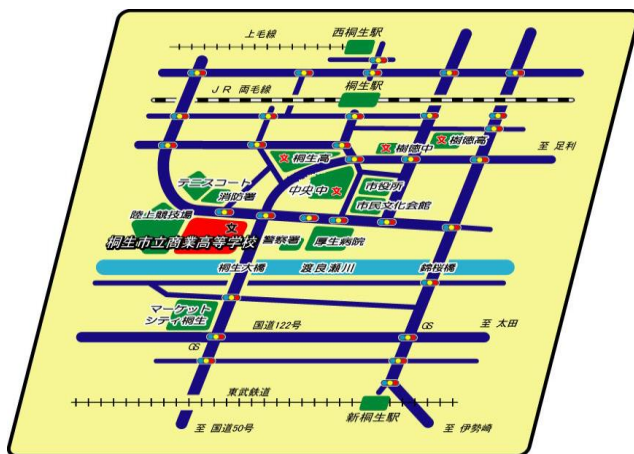 上毛線
西桐生駅
JR 両毛線
桐生駅
桐生高
樹徳中
樹徳高
至 足利
テニスコート
消防署
中央中
市役所
市民文化会館
陸上競技場
桐生市立商業高等学校
警察署
厚生病院
桐生大橋
渡良瀬川
錦桜橋
マーケット
シティ桐生
国道122号
GS
GS
至 太田
東武鉄道
新桐生駅
至 国道50号
至 伊勢崎